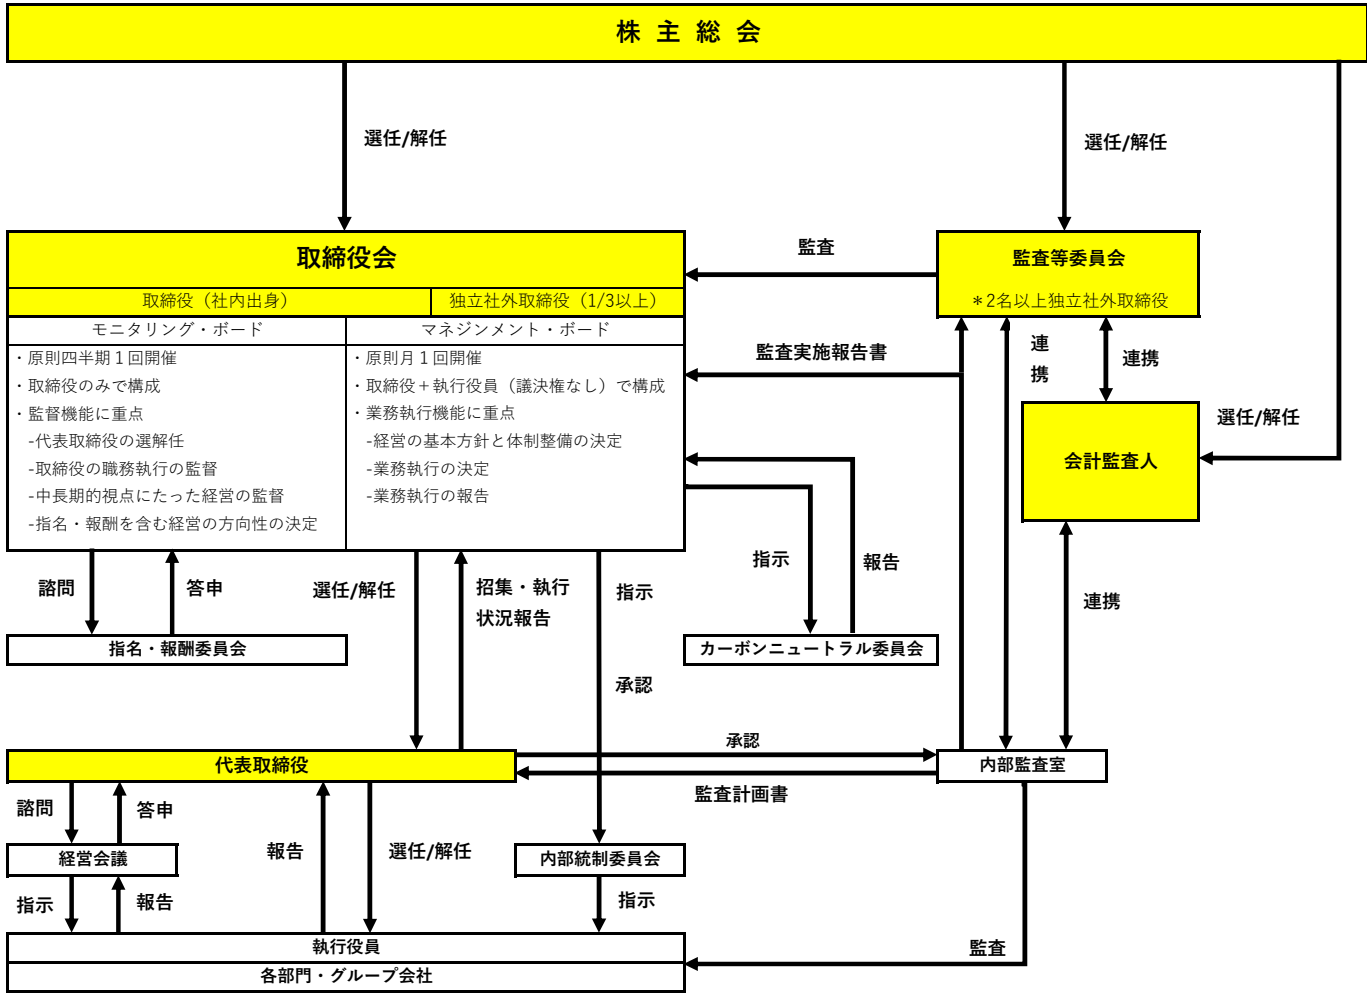 株 主 総 会
選任/解任
選任/解任
取締役会
監査
監査等委員会
取締役（社内出身）
独立社外取締役（1/3以上）
＊2名以上独立社外取締役
モニタリング・ボード
マネジンメント・ボード
・原則四半期１回開催
・取締役のみで構成
・監督機能に重点
-代表取締役の選解任
-取締役の職務執行の監督
-中長期的視点にたった経営の監督
-指名・報酬を含む経営の方向性の決定
・原則月１回開催
・取締役＋執行役員（議決権なし）で構成
・業務執行機能に重点
-経営の基本方針と体制整備の決定
-業務執行の決定
-業務執行の報告
監査実施報告書
連
携
連携
選任/解任
会計監査人
諮問
答申
選任/解任
招集・執行
状況報告
指示
指示
報告
連携
指名・報酬委員会
カーボンニュートラル委員会
承認
承認
代表取締役
内部監査室
監査計画書
諮問
答申
報告
選任/解任
経営会議
内部統制委員会
指示
報告
指示
執行役員
監査
各部門・グループ会社